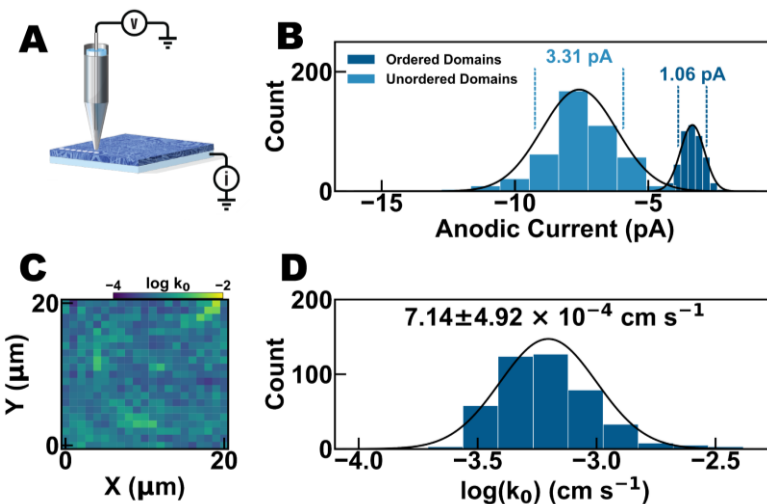 A
V
i
B
Ordered Domains
Unordered Domains
3.31 pA
1.06 pA
Count
200
0
−15
−10
−5
Anodic Current (pA)
C
−4
log k₀
−2
20
Y (μm)
0
0
20
X (μm)
D
7.14±4.92 × 10⁻⁴ cm s⁻¹
Count
200
100
0
−4.0
−3.5
−3.0
−2.5
log(k₀) (cm s⁻¹)